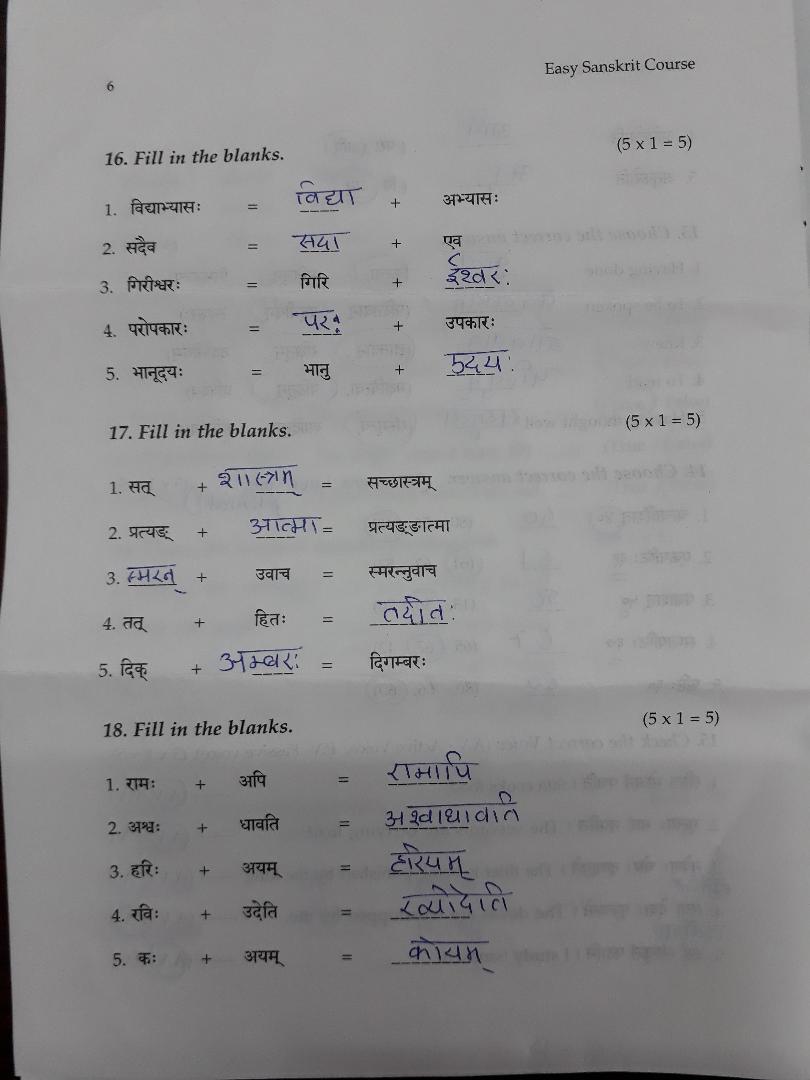 Easy Sanskrit Course
6
16. Fill in the blanks. (5 x 1 = 5)
1. विद्याभ्यासः = विद्या + अभ्यासः
2. सदैव = सदा + एव
3. गिरीश्वरः = गिरि + ईश्वरः
4. परोपकारः = पर + उपकारः
5. भानूदयः = भानु + उदयः
17. Fill in the blanks. (5 x 1 = 5)
1. सत् + शास्त्रम् = सच्छास्त्रम्
2. प्रत्यङ् + आत्मा = प्रत्यङ्ङात्मा
3. स्मरन् + उवाच = स्मरन्नुवाच
4. तत् + हितः = तदीतः
5. दिक् + अम्बरः = दिगम्बरः
18. Fill in the blanks. (5 x 1 = 5)
1. रामः + अपि = रामापि
2. अश्वः + धावति = अश्वाधावति
3. हरिः + अयम् = हरियम्
4. रविः + उदेति = रव्योदेति
5. कः + अयम् = कोयम्